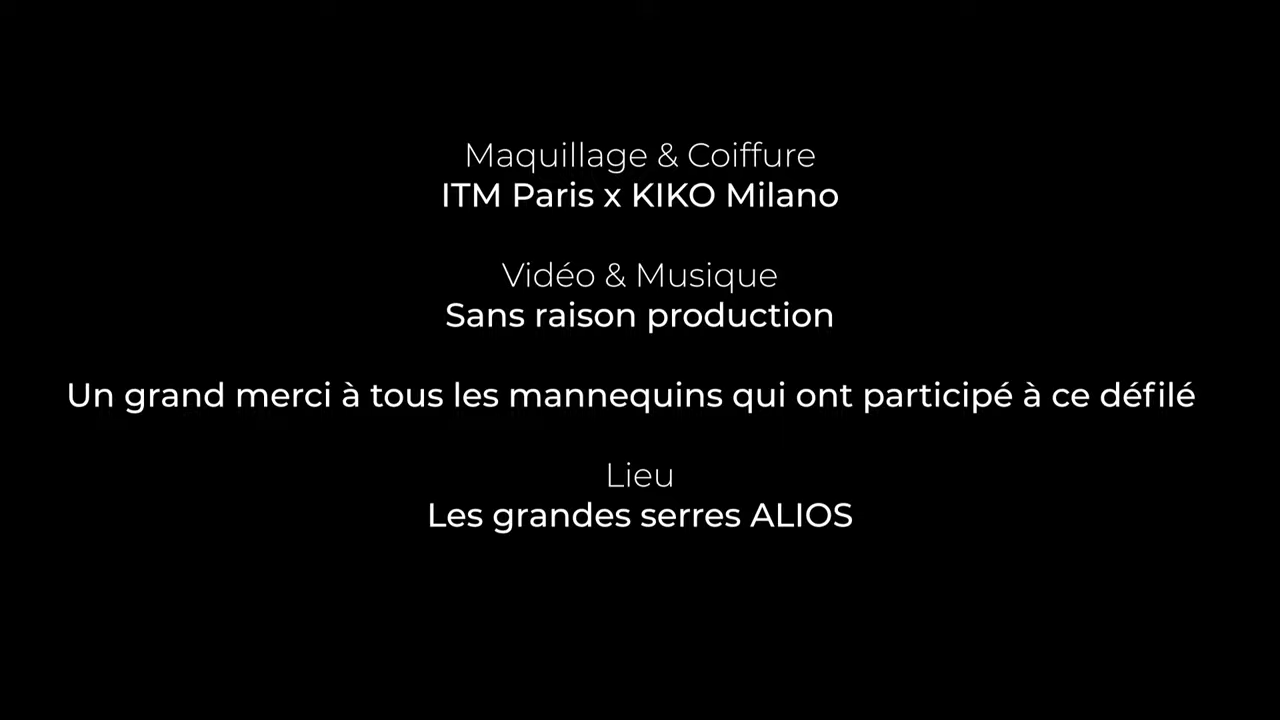 Maquillage & Coiffure
ITM Paris x KIKO Milano
Vidéo & Musique
Sans raison production
Un grand merci à tous les mannequins qui ont participé à ce défilé
Lieu
Les grandes serres ALIOS